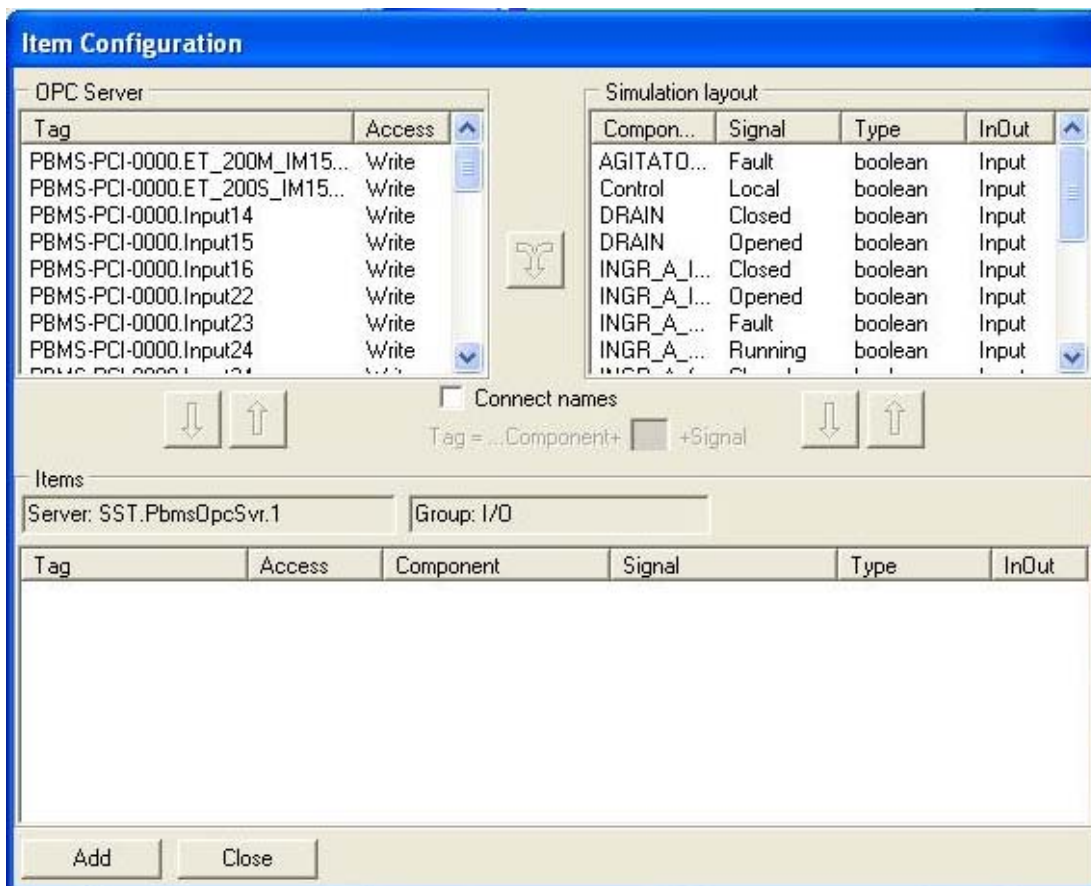 Item Configuration
OPC Server
Simulation layout
Tag Access
Compon... Signal Type InOut
PBMS-PCI-0000.ET_200M_IM15... Write
AGITATO... Fault boolean Input
PBMS-PCI-0000.ET_200S_IM15... Write
Control Local boolean Input
PBMS-PCI-0000.Input14 Write
DRAIN Closed boolean Input
PBMS-PCI-0000.Input15 Write
DRAIN Opened boolean Input
PBMS-PCI-0000.Input16 Write
INGR_A_I... Closed boolean Input
PBMS-PCI-0000.Input22 Write
INGR_A_I... Opened boolean Input
PBMS-PCI-0000.Input23 Write
INGR_A_... Fault boolean Input
PBMS-PCI-0000.Input24 Write
INGR_A_... Running boolean Input
Connect names
Tag = ...Component+ +Signal
Items
Server: SST.PbmsOpcSvr.1 Group: I/O
Tag Access Component Signal Type InOut
Add Close